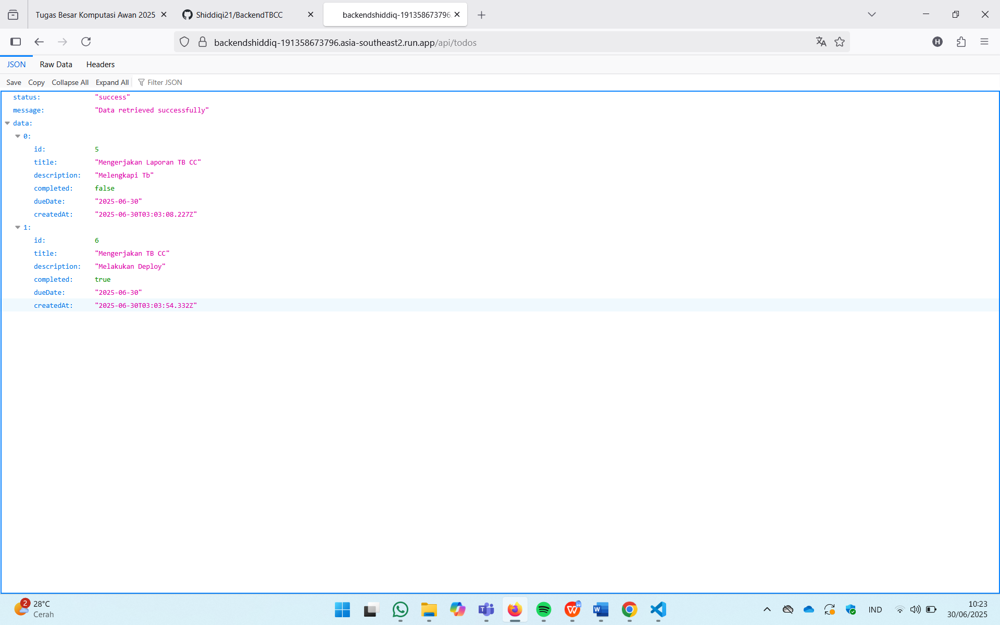 Tugas Besar Komputasi Awan 2025
Shiddiqi21/BackendTBCC
backendshiddiq-191358673796.
backendshiddiq-191358673796.asia-southeast2.run.app/api/todos
H
JSON Raw Data Headers
Save Copy Collapse All Expand All Filter JSON
status: "success"
message: "Data retrieved successfully"
data:
0:
id: 5
title: "Mengerjakan Laporan TB CC"
description: "Melengkapi Tb"
completed: false
dueDate: "2025-06-30"
createdAt: "2025-06-30T03:03:08.227Z"
1:
id: 6
title: "Mengerjakan TB CC"
description: "Melakukan Deploy"
completed: true
dueDate: "2025-06-30"
createdAt: "2025-06-30T03:03:54.332Z"
2
28°C
Cerah
IND
10:23
30/06/2025